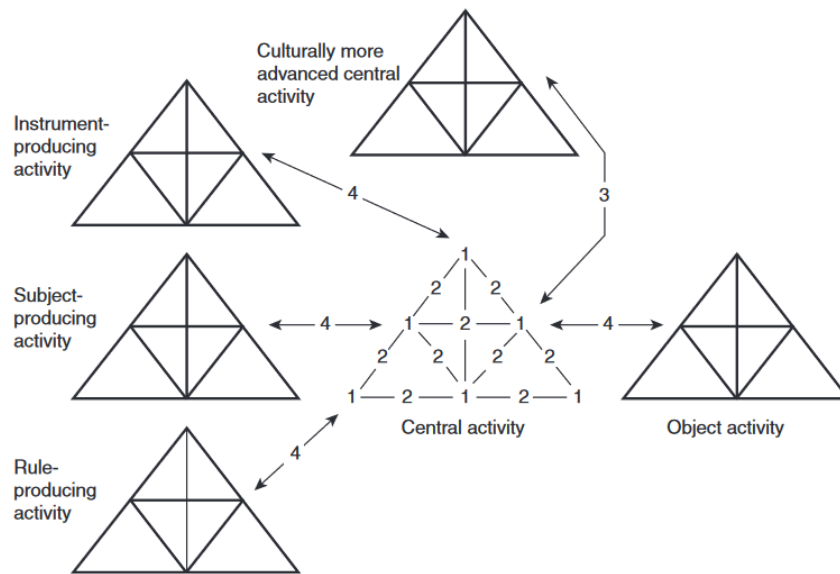 Culturally more
advanced central
activity
Instrument-
producing
activity
4
3
1
2 2
Subject-
producing
activity
4
1 2 1
4
2 2 2 2
1 2 1 2 1
Central activity
Object activity
4
Rule-
producing
activity